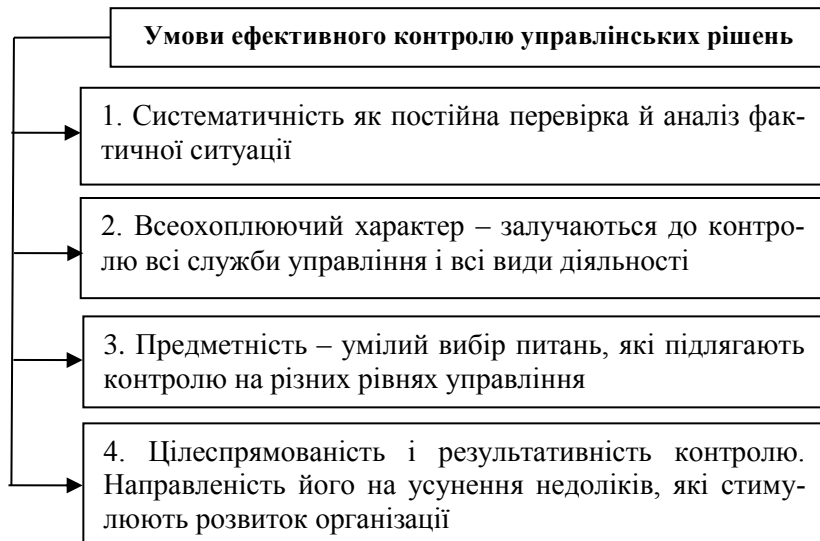 Умови ефективного контролю управлінських рішень
1. Систематичність як постійна перевірка й аналіз фак-
тичної ситуації
2. Всеохоплюючий характер – залучаються до контро-
лю всі служби управління і всі види діяльності
3. Предметність – умілий вибір питань, які підлягають
контролю на різних рівнях управління
4. Цілеспрямованість і результативність контролю.
Направленість його на усунення недоліків, які стиму-
люють розвиток організації